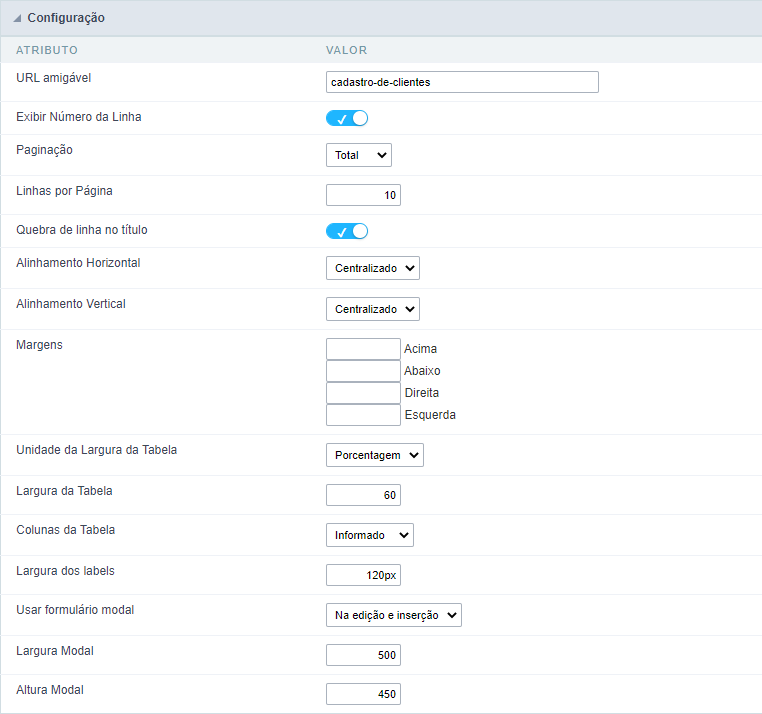 Configuração
ATRIBUTO VALOR
URL amigável cadastro-de-clientes
Exibir Número da Linha
Paginação Total
Linhas por Página 10
Quebra de linha no título
Alinhamento Horizontal Centralizado
Alinhamento Vertical Centralizado
Margens Acima
Abaixo
Direita
Esquerda
Unidade da Largura da Tabela Porcentagem
Largura da Tabela 60
Colunas da Tabela Informado
Largura dos labels 120px
Usar formulário modal Na edição e inserção
Largura Modal 500
Altura Modal 450